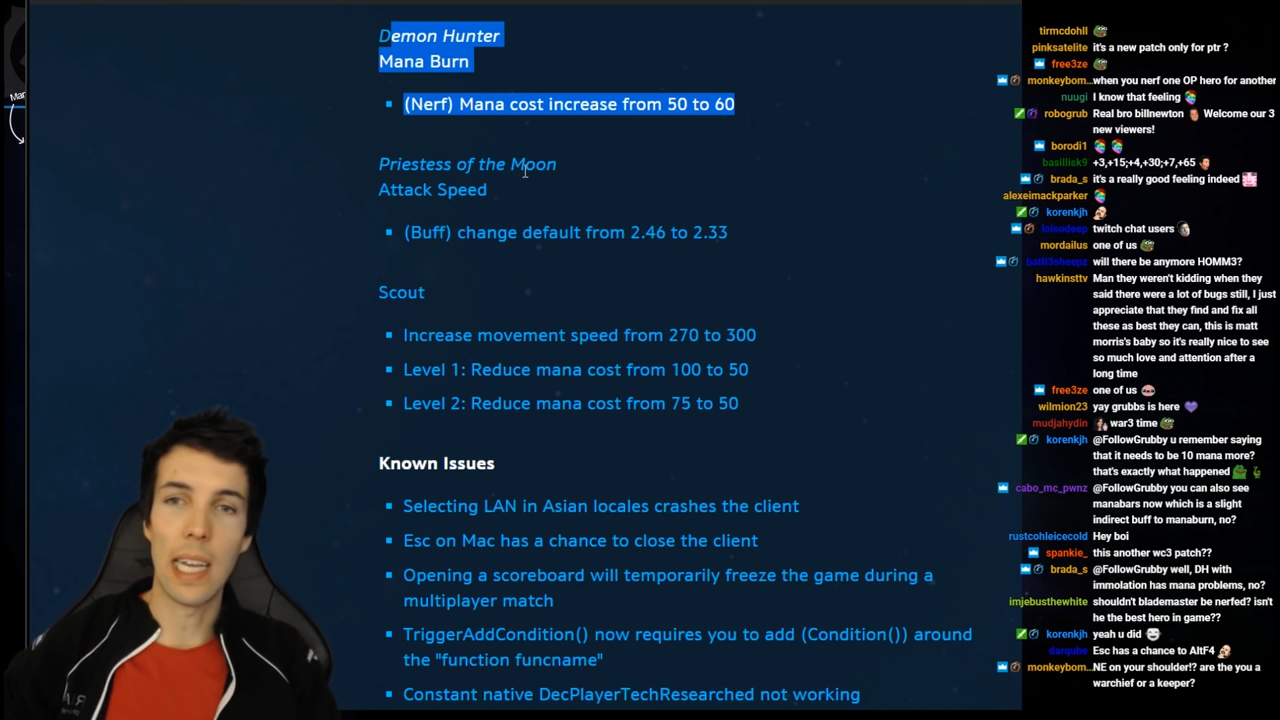 Demon Hunter
Mana Burn
(Nerf) Mana cost increase from 50 to 60
Priestess of the Moon
Attack Speed
(Buff) change default from 2.46 to 2.33
Scout
Increase movement speed from 270 to 300
Level 1: Reduce mana cost from 100 to 50
Level 2: Reduce mana cost from 75 to 50
Known Issues
Selecting LAN in Asian locales crashes the client
Esc on Mac has a chance to close the client
Opening a scoreboard will temporarily freeze the game during a
multiplayer match
TriggerAddCondition() now requires you to add (Condition()) around
the "function funcname"
Constant native DecPlayerTechResearched not working
Mar
tirmcdohll
pinksatelite it's a new patch only for ptr ?
free3ze
monkeybom... when you nerf one OP hero for another
nuugi I know that feeling
robogrub Real bro billnewton Welcome our 3
new viewers!
borodi1
basillisk9 +3,+15;+4,+30;+7,+65
brada_s it's a really good feeling indeed
alexeimackparker
korenkjh
loisodeep twitch chat users
mordailus one of us
battl3sheepz will there be anymore HOMM3?
hawkinsttv Man they weren't kidding when they
said there were a lot of bugs still, I just
appreciate that they find and fix all
these as best they can, this is matt
morris's baby so it's really nice to see
so much love and attention after a
long time
free3ze one of us
wilmion23 yay grubbs is here
mudjahydin war3 time
korenkjh @FollowGrubby u remember saying
that it needs to be 10 mana more?
that's exactly what happened
cabo_mc_pwnz @FollowGrubby you can also see
manabars now which is a slight
indirect buff to manaburn, no?
rustcohleicecold Hey boi
spankie_ this another wc3 patch??
brada_s @FollowGrubby well, DH with
immolation has mana problems, no?
imjebusthewhite shouldn't blademaster be nerfed? isn't
he the best hero in game??
korenkjh yeah u did
darqube Esc has a chance to AltF4
monkeybom... NE on your shoulder!? are the you a
warchief or a keeper?